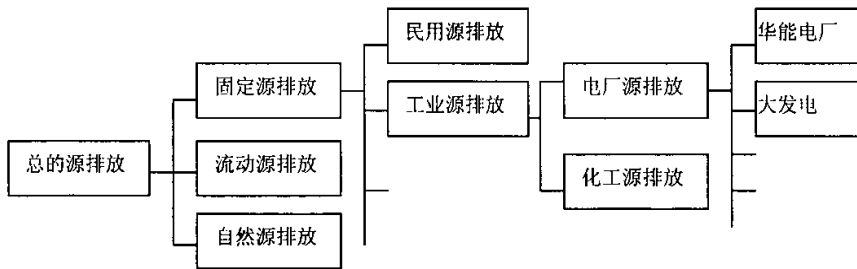 民用源排放
华能电厂
固定源排放
工业源排放
电厂源排放
大发电
总的源排放
流动源排放
化工源排放
自然源排放